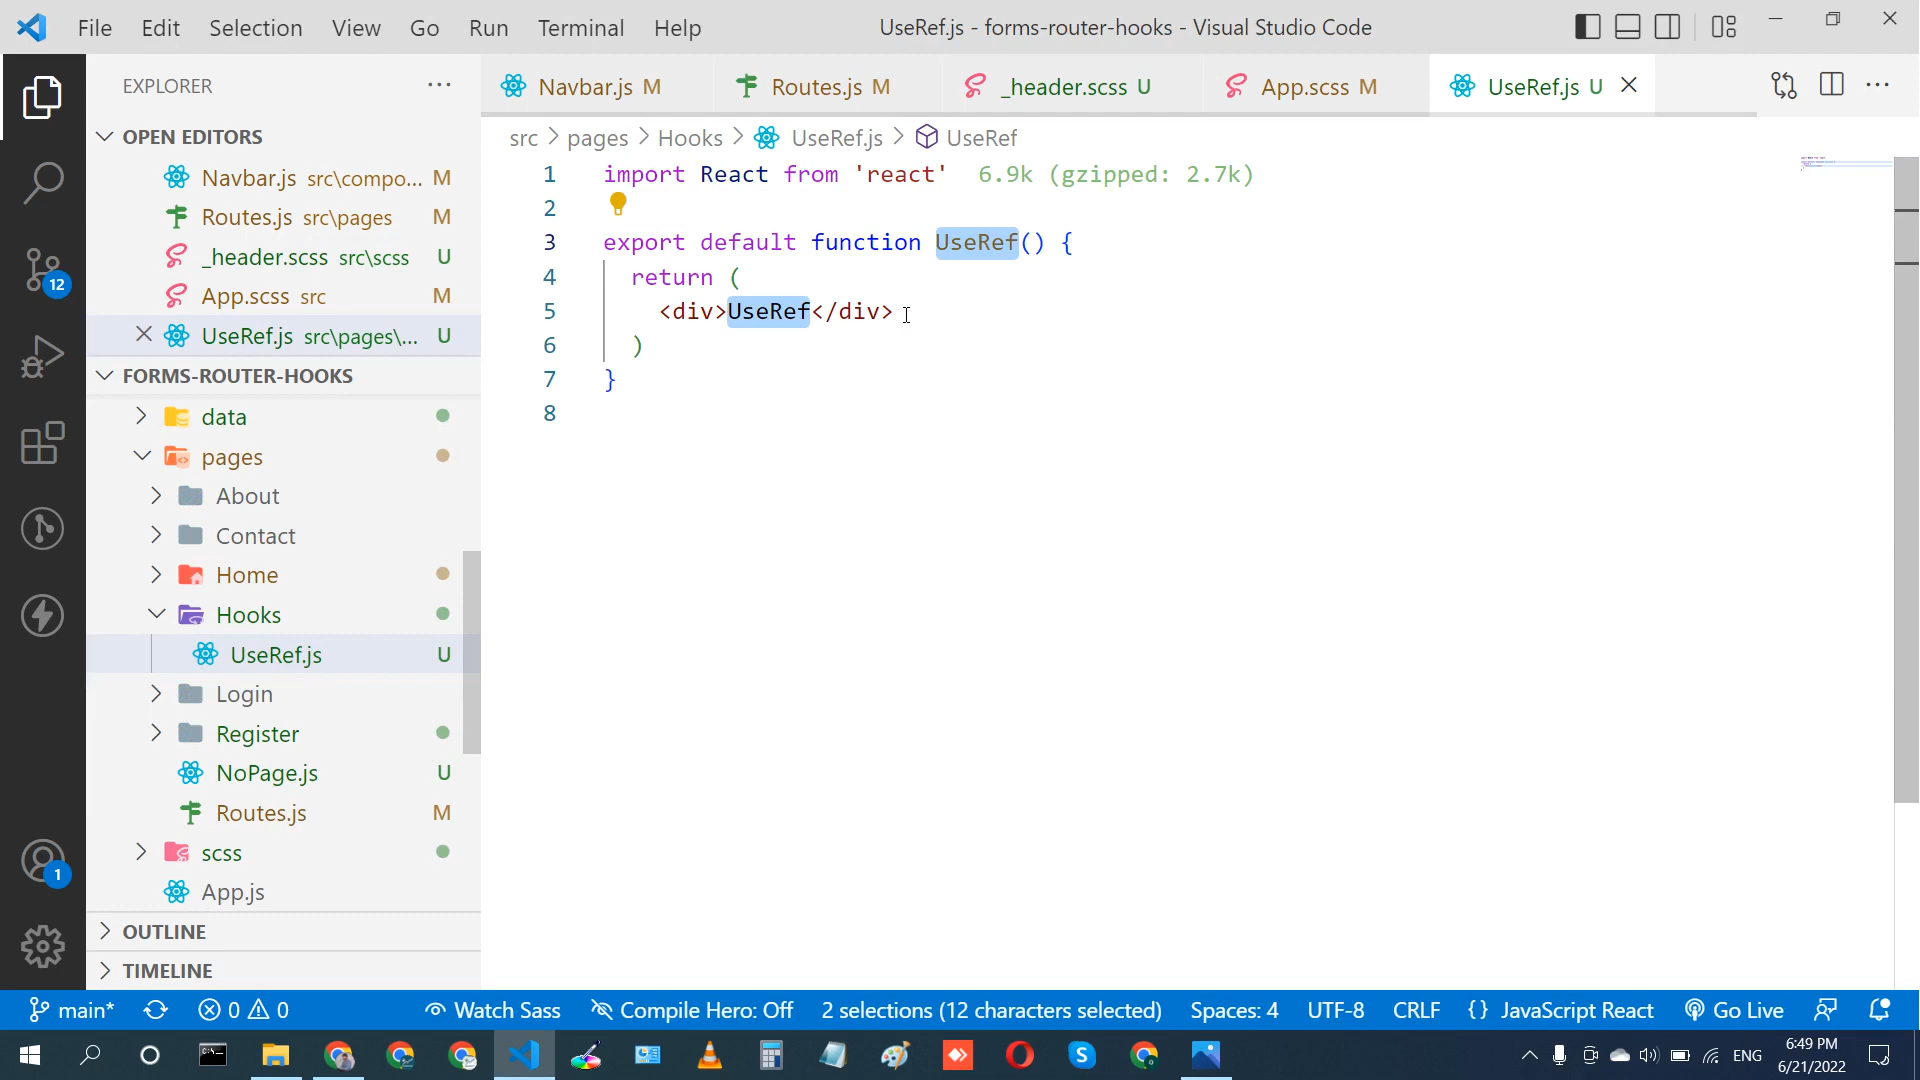 File Edit Selection View Go Run Terminal Help
UseRef.js - forms-router-hooks - Visual Studio Code
EXPLORER
Navbar.js M Routes.js M _header.scss U App.scss M UseRef.js U
OPEN EDITORS
Navbar.js src\compo... M
Routes.js src\pages M
_header.scss src\scss U
App.scss src M
UseRef.js src\pages\... U
FORMS-ROUTER-HOOKS
data
pages
About
Contact
Home
Hooks
UseRef.js U
Login
Register
NoPage.js U
Routes.js M
scss
App.js
OUTLINE
TIMELINE
12
1
src > pages > Hooks > UseRef.js > UseRef
1 import React from 'react' 6.9k (gzipped: 2.7k)
2
3 export default function UseRef() {
4 return (
5 <div>UseRef</div>
6 )
7 }
8
main* 0 0 Watch Sass Compile Hero: Off 2 selections (12 characters selected) Spaces: 4 UTF-8 CRLF {} JavaScript React Go Live
ENG
6:49 PM
6/21/2022